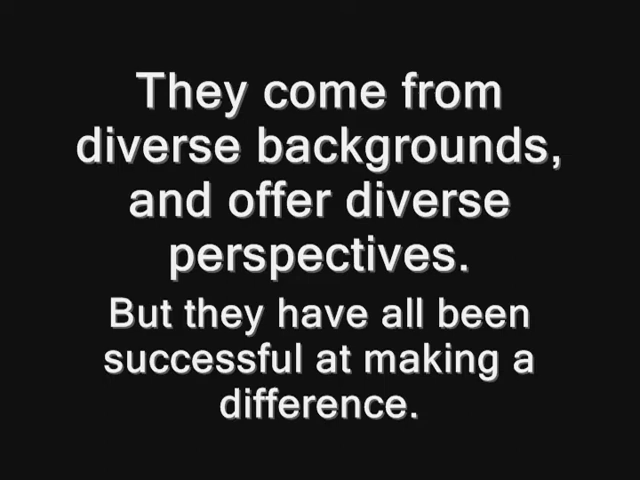 They come from
diverse backgrounds,
and offer diverse
perspectives.
But they have all been
successful at making a
difference.